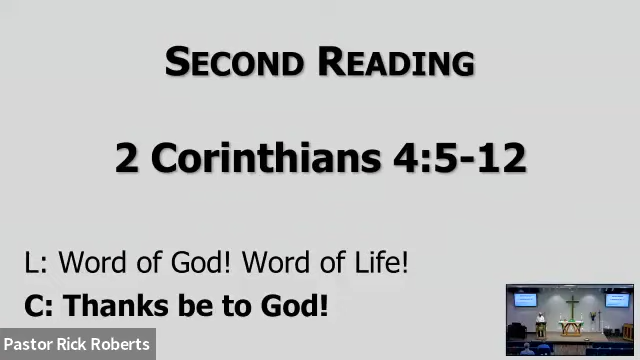 SECOND READING
2 Corinthians 4:5-12
L: Word of God! Word of Life!
C: Thanks be to God!
Pastor Rick Roberts